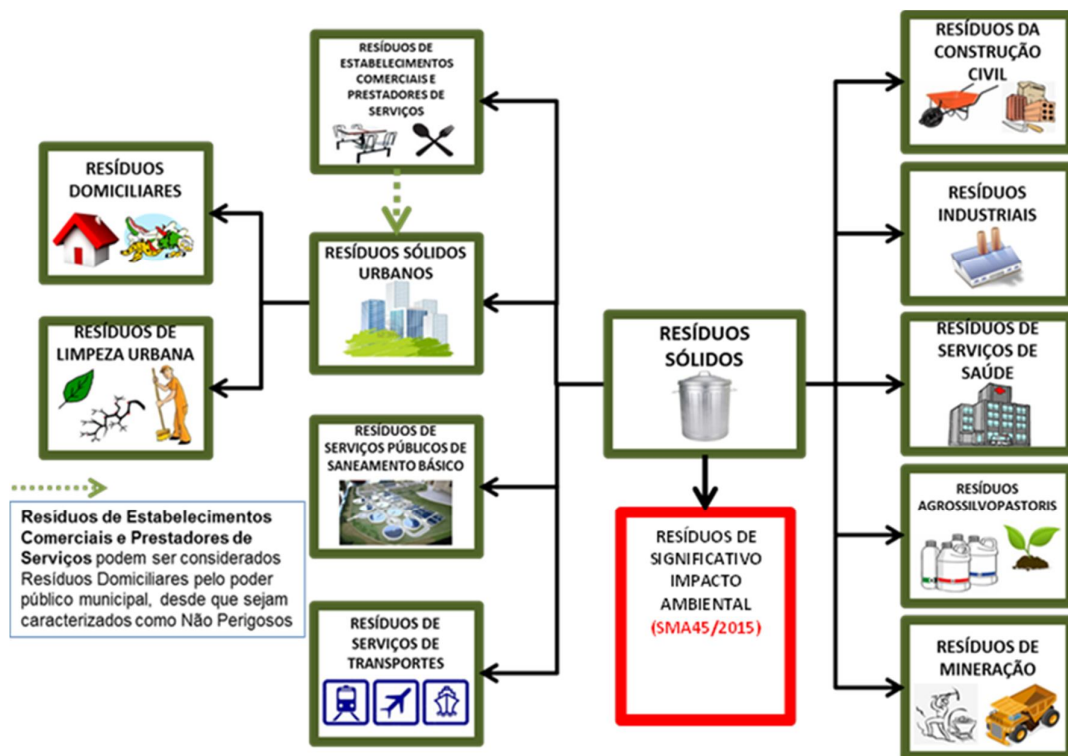 RESÍDUOS DE
ESTABELECIMENTOS
COMERCIAIS E
PRESTADORES DE
SERVIÇOS
RESÍDUOS
DOMICILIARES
RESÍDUOS SÓLIDOS
URBANOS
RESÍDUOS DE
LIMPEZA URBANA
RESÍDUOS DE
SERVIÇOS PÚBLICOS DE
SANEAMENTO BÁSICO
Residuos de Estabelecimentos
Comerciais e Prestadores de
Serviços podem ser considerados
Resíduos Domiciliares pelo poder
público municipal, desde que sejam
caracterizados como Não Perigosos
RESÍDUOS DE
SERVIÇOS DE
TRANSPORTES
RESÍDUOS
SÓLIDOS
RESÍDUOS DE
SIGNIFICATIVO
IMPACTO
AMBIENTAL
(SMA45/2015)
RESÍDUOS DA
CONSTRUÇÃO
CIVIL
RESÍDUOS
INDUSTRIAIS
RESÍDUOS DE
SERVIÇOS DE
SAÚDE
RESÍDUOS
AGROSSILVOPASTORIS
RESÍDUOS DE
MINERAÇÃO